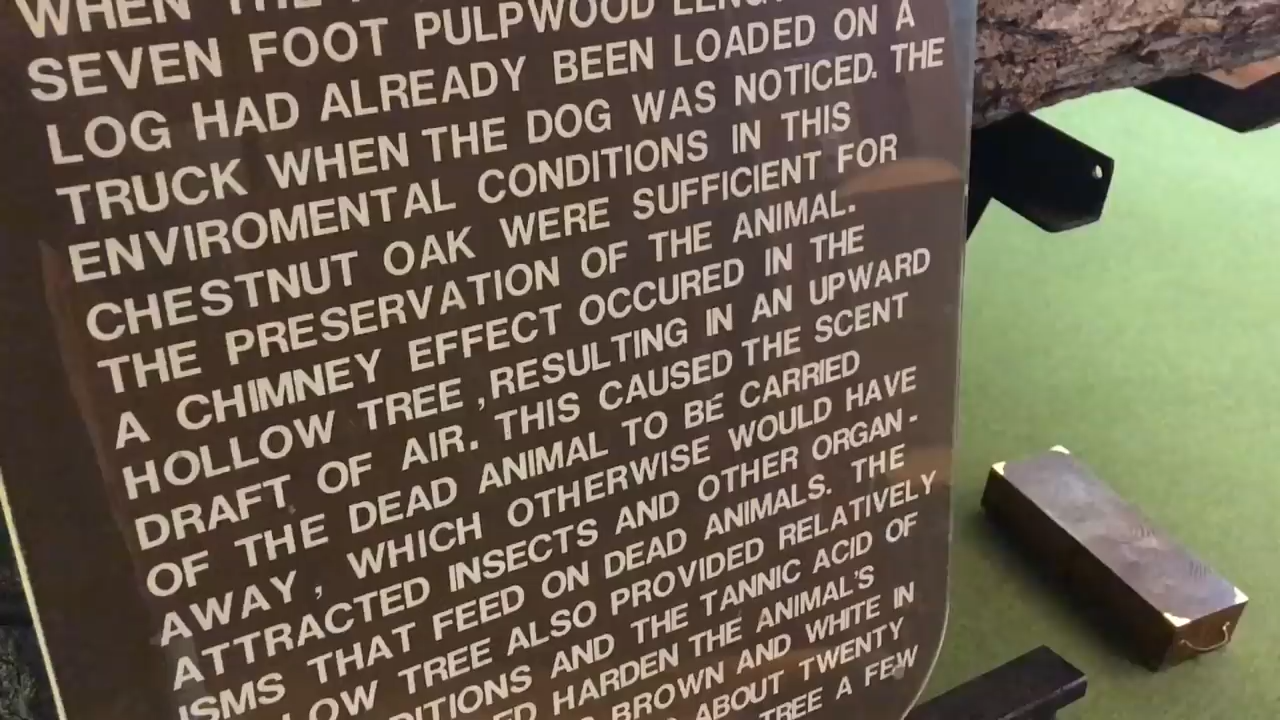 WHEN THE
SEVEN FOOT PULPWOOD
LOG HAD ALREADY BEEN LOADED ON A
TRUCK WHEN THE DOG WAS NOTICED. THE
ENVIROMENTAL CONDITIONS IN THIS
CHESTNUT OAK WERE SUFFICIENT FOR
THE PRESERVATION OF THE ANIMAL.
A CHIMNEY EFFECT OCCURED IN THE
HOLLOW TREE ,RESULTING IN AN UPWARD
DRAFT OF AIR. THIS CAUSED THE SCENT
OF THE DEAD ANIMAL TO BE CARRIED
AWAY, WHICH OTHERWISE WOULD HAVE
ATTRACTED INSECTS AND OTHER ORGAN-
ISMS THAT FEED ON DEAD ANIMALS. THE
LOW TREE ALSO PROVIDED RELATIVELY
DITIONS AND THE TANNIC ACID OF
ED HARDEN THE ANIMAL'S
BROWN AND WHITE IN
ABOUT TWENTY
TREE A FEW